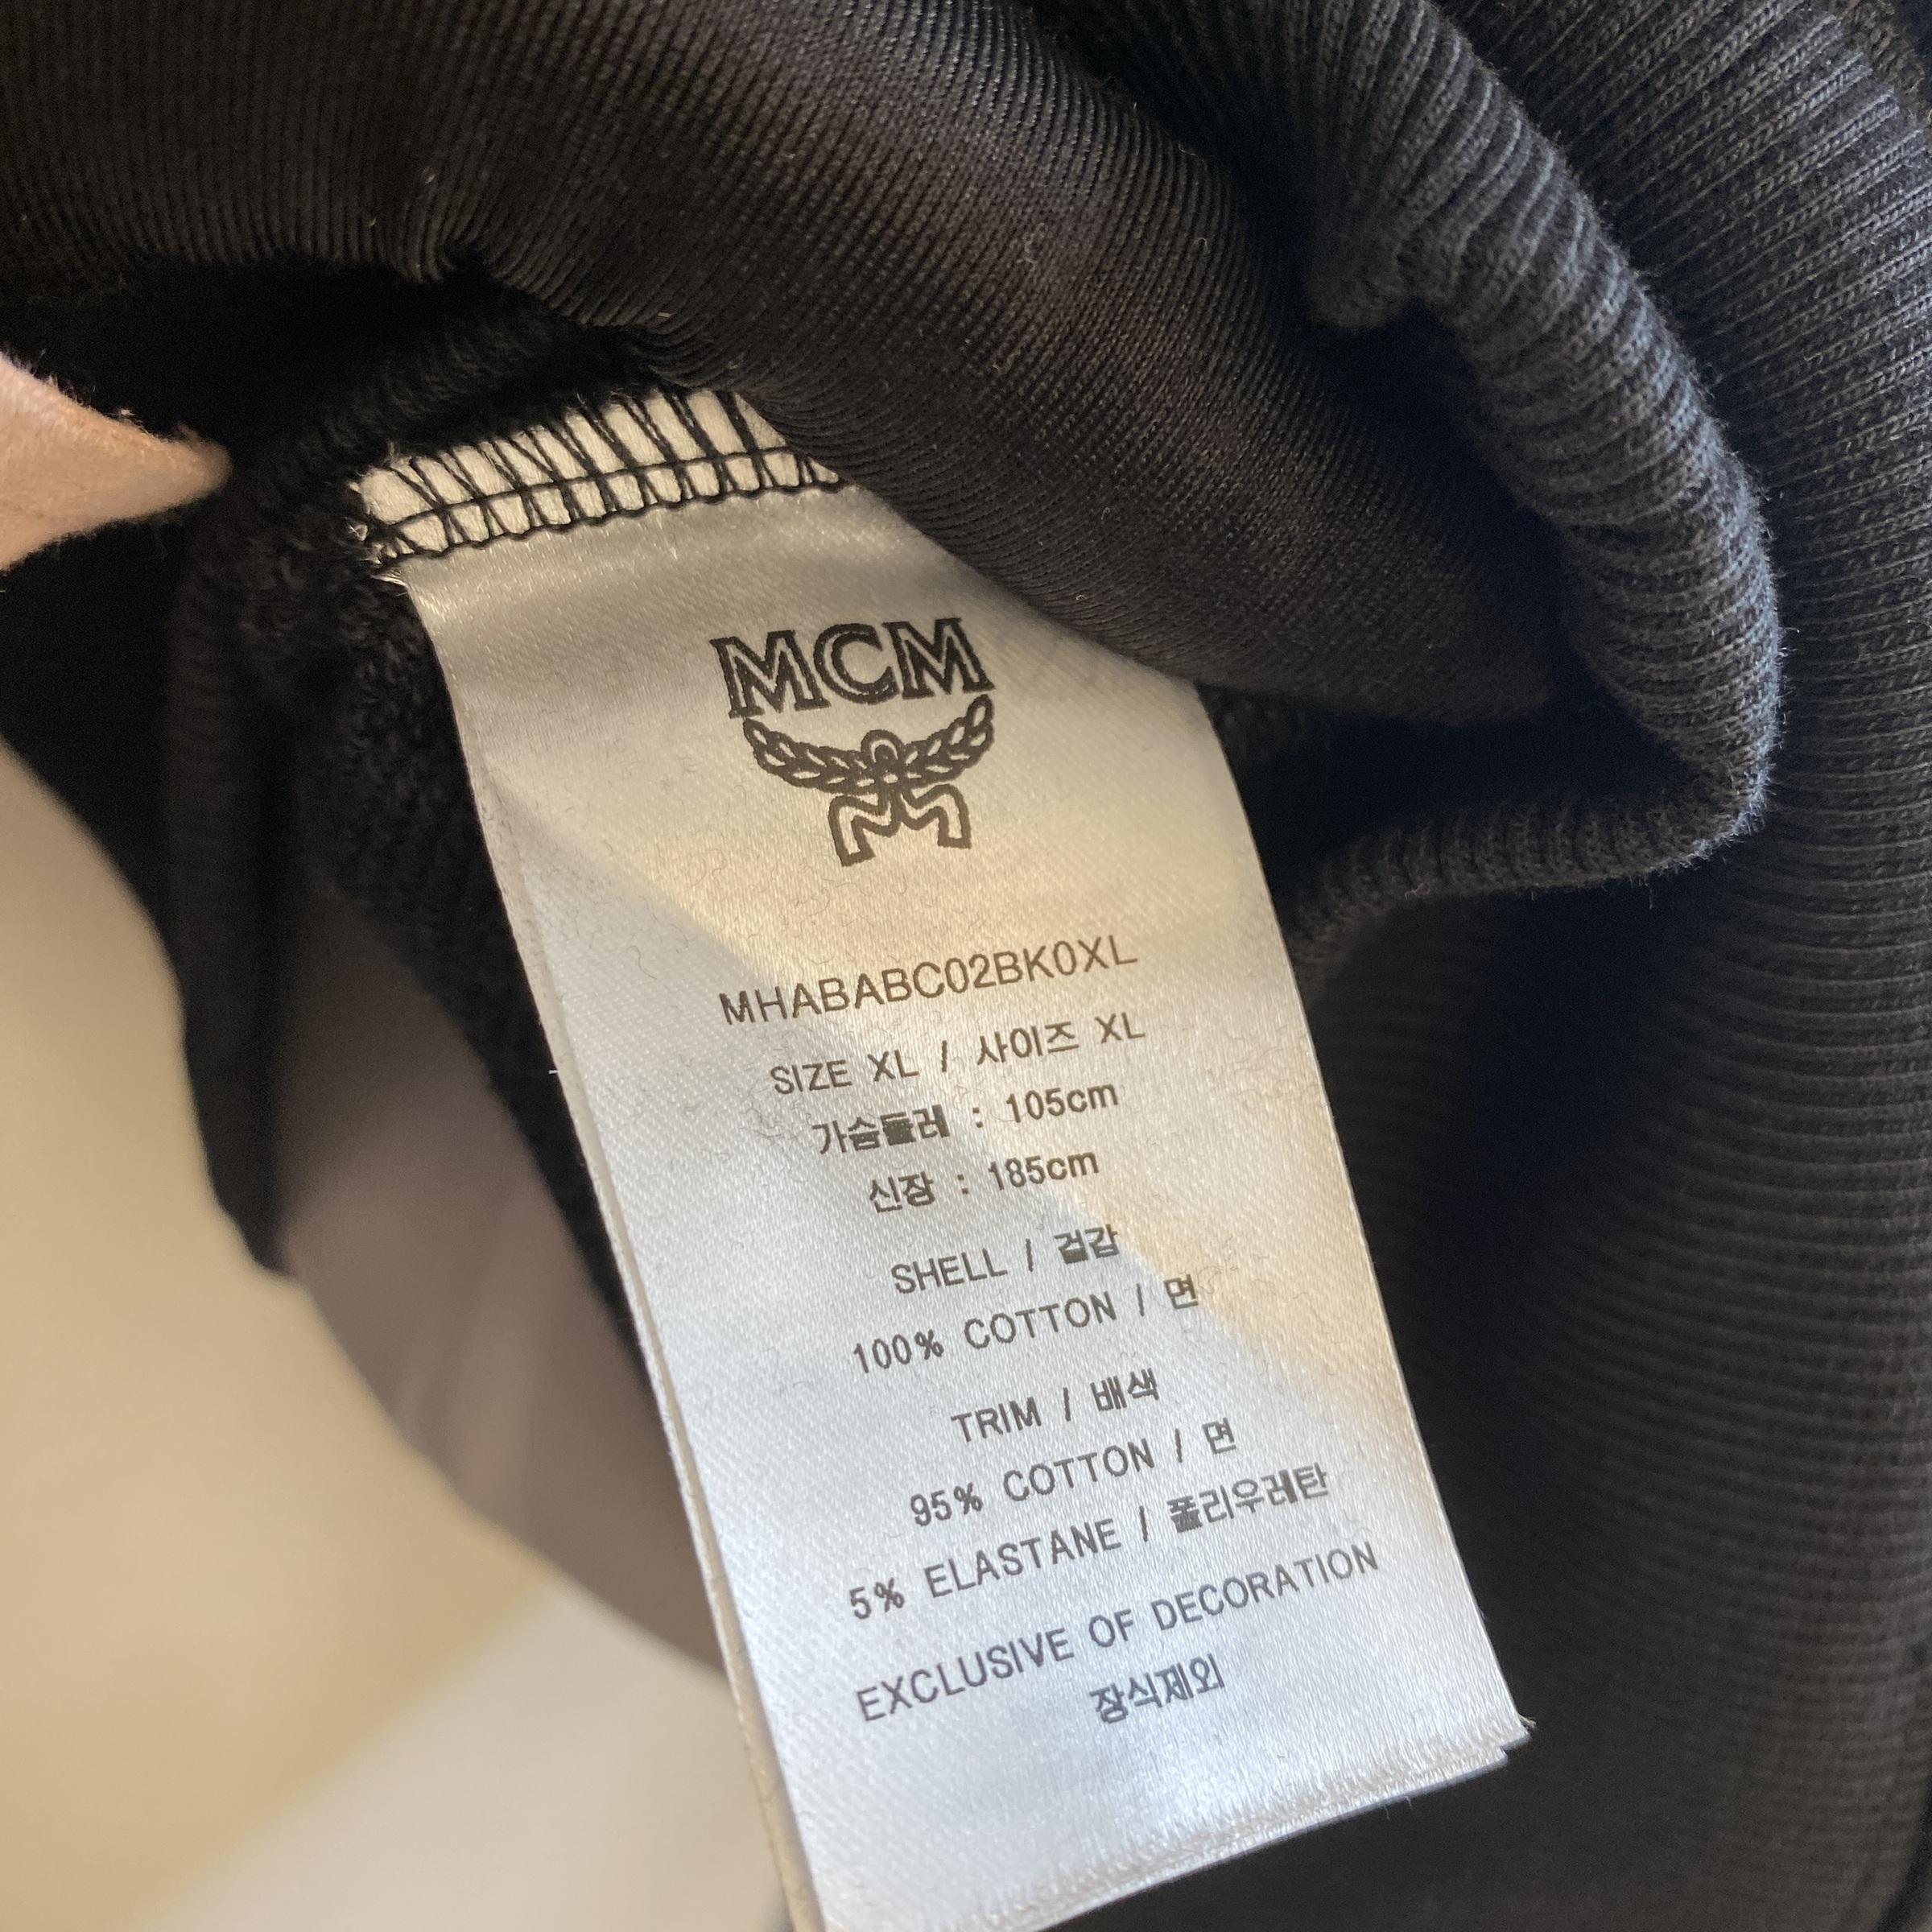 MCM
MHABABC02BK0XL
SIZE XL / 사이즈 XL
가슴둘레 : 105cm
신장 : 185cm
SHELL / 겉감
100% COTTON / 면
TRIM / 배색
95% COTTON / 면
5% ELASTANE / 폴리우레탄
EXCLUSIVE OF DECORATION
장식제외